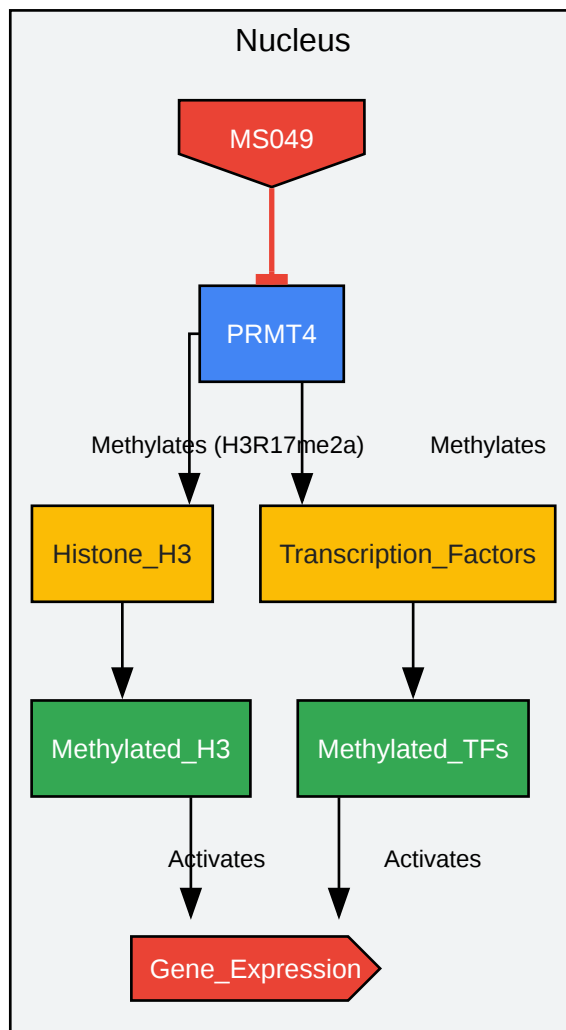 Nucleus
MS049
PRMT4
Methylates (H3R17me2a)
Methylates
Histone_H3
Transcription_Factors
Methylated_H3
Methylated_TFs
Activates
Activates
Gene_Expression